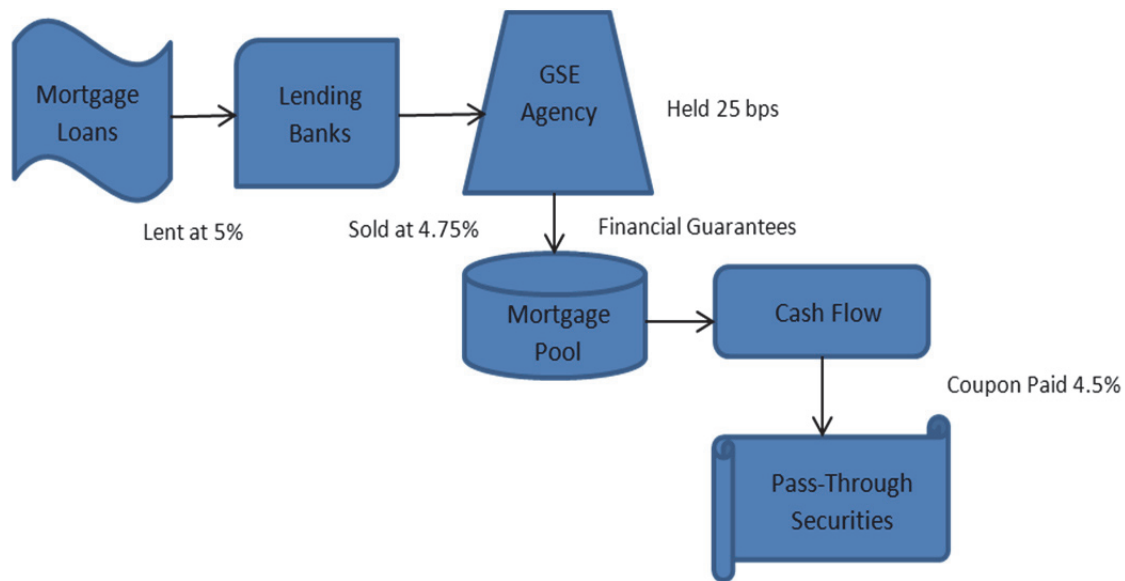 Mortgage
Loans
Lending
Banks
GSE
Agency
Held 25 bps
Lent at 5%
Sold at 4.75%
Financial Guarantees
Mortgage
Pool
Cash Flow
Coupon Paid 4.5%
Pass-Through
Securities